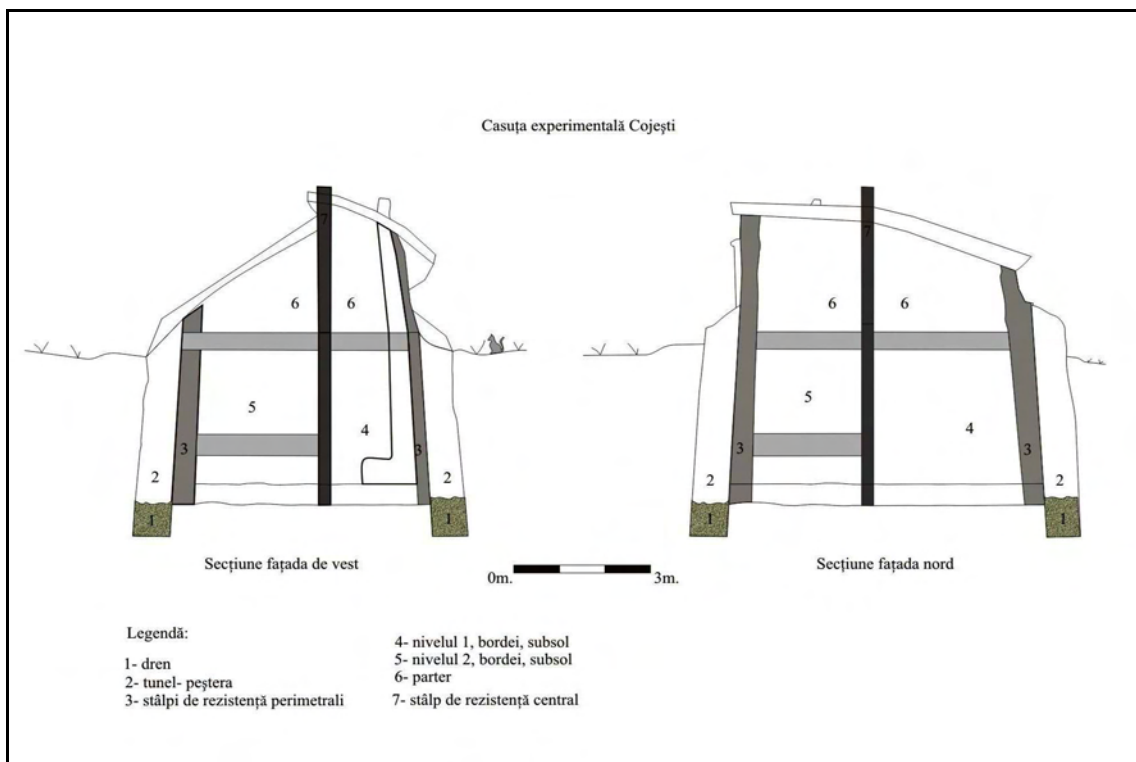 Casuța experimentală Cojești
7
7
6
6
6
6
5
5
4
4
3
3
3
3
2
2
2
2
1
1
1
1
Secțiune fațada de vest
0m.
3m.
Secțiune fațada nord
Legendă:
1- dren
2- tunel- peștera
3- stâlpi de rezistență perimetrali
4- nivelul 1, bordei, subsol
5- nivelul 2, bordei, subsol
6- parter
7- stâlp de rezistență central